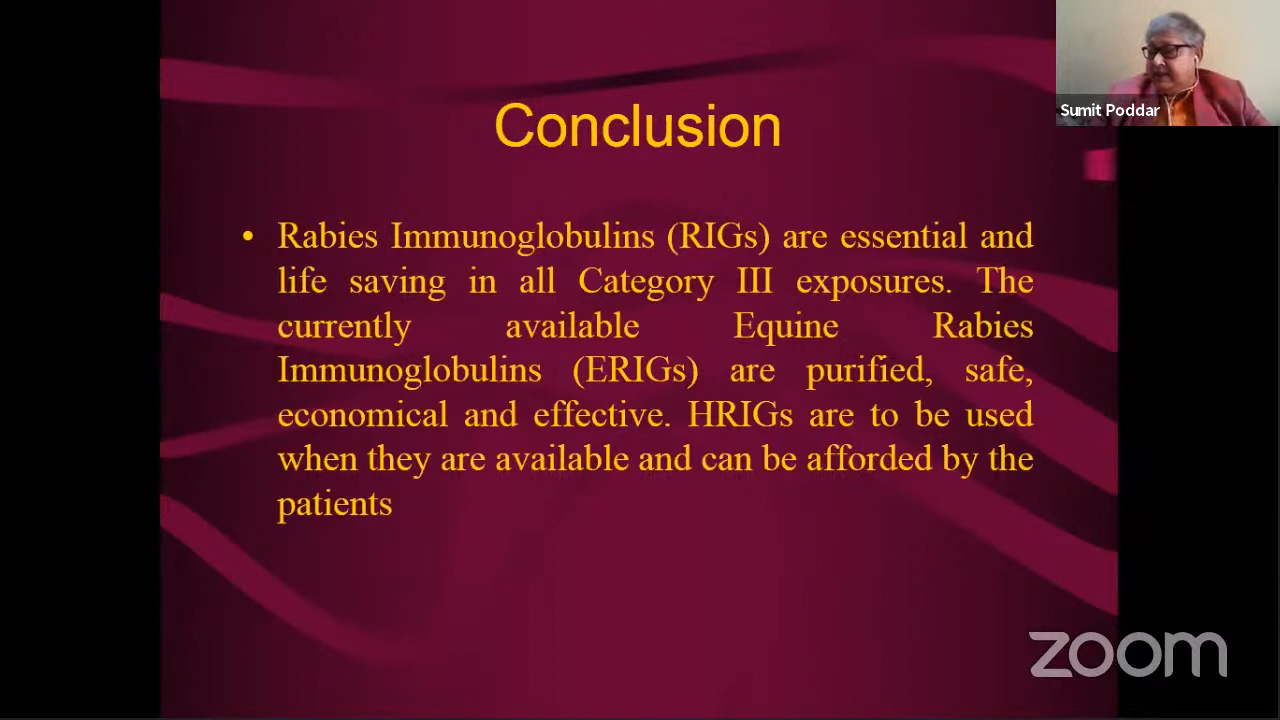 Sumit Poddar
Conclusion
• Rabies Immunoglobulins (RIGs) are essential and
life saving in all Category III exposures. The
currently available Equine Rabies
Immunoglobulins (ERIGs) are purified, safe,
economical and effective. HRIGs are to be used
when they are available and can be afforded by the
patients
zoom